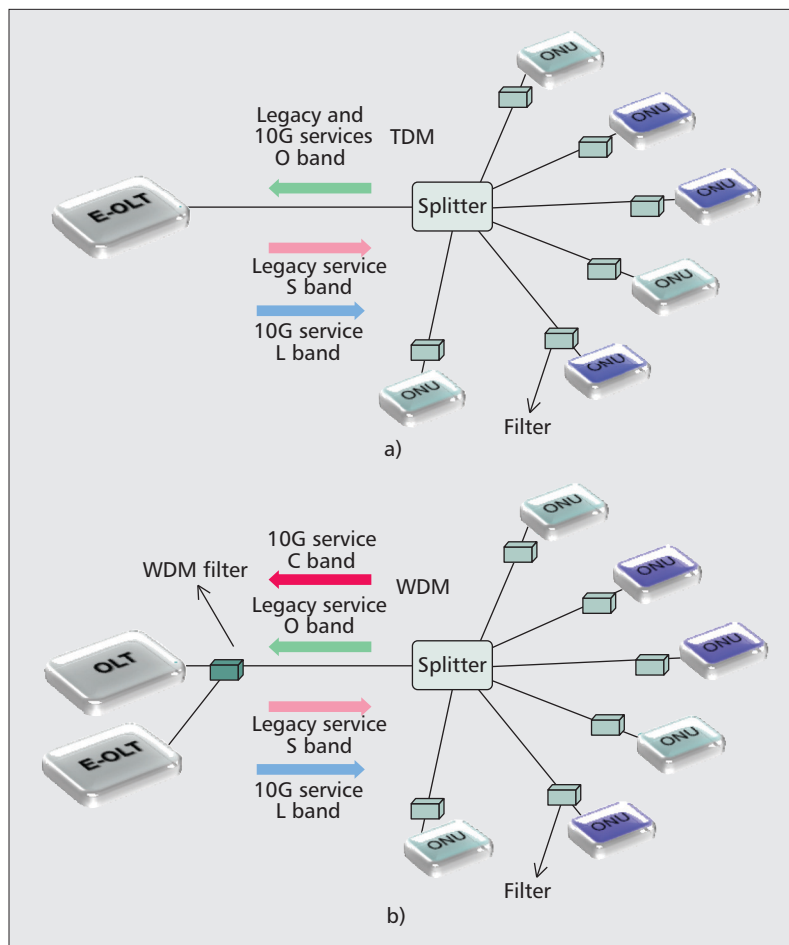 ONU
Legacy and
10G services
O band
TDM
ONU
E-OLT
Splitter
ONU
Legacy service
S band
ONU
10G service
L band
ONU
ONU
Filter
a)
ONU
10G service
C band
WDM filter
WDM
ONU
Legacy service
O band
OLT
Splitter
ONU
E-OLT
Legacy service
S band
ONU
10G service
L band
ONU
ONU
Filter
b)